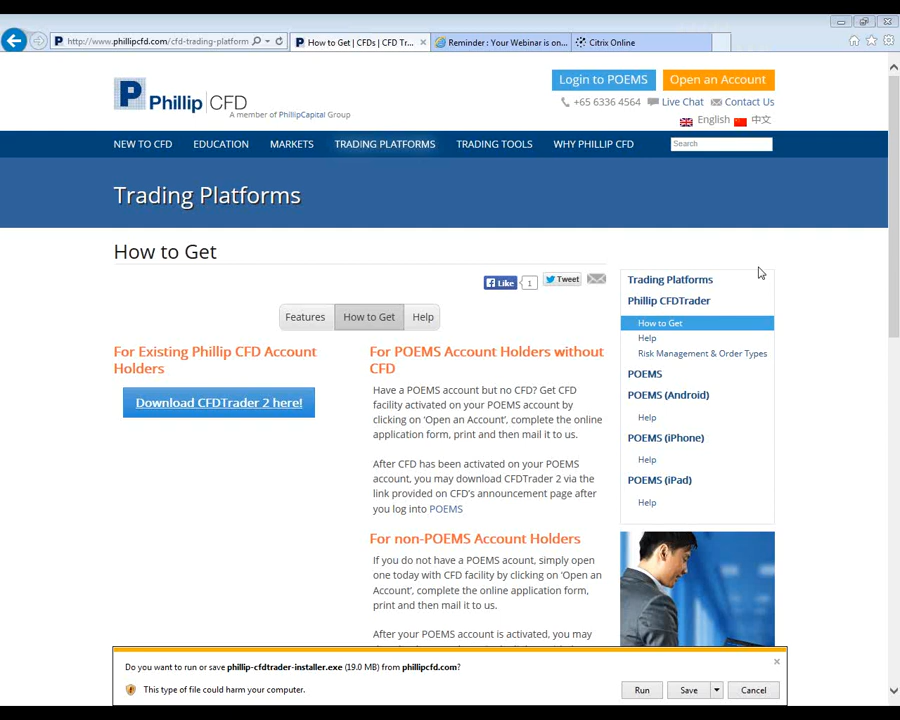 http://www.phillipcfd.com/cfd-trading-platform
How to Get | CFDs | CFD Tr...
Reminder : Your Webinar is on...
Citrix Online
Login to POEMS
Open an Account
P Phillip CFD
A member of PhillipCapital Group
+65 6336 4564
Live Chat
Contact Us
English
中文
NEW TO CFD
EDUCATION
MARKETS
TRADING PLATFORMS
TRADING TOOLS
WHY PHILLIP CFD
Search
Trading Platforms
How to Get
Like
1
Tweet
Features
How to Get
Help
For Existing Phillip CFD Account
Holders
Download CFDTrader 2 here!
For POEMS Account Holders without
CFD
Have a POEMS account but no CFD? Get CFD
facility activated on your POEMS account by
clicking on 'Open an Account', complete the online
application form, print and then mail it to us.
After CFD has been activated on your POEMS
account, you may download CFDTrader 2 via the
link provided on CFD's announcement page after
you log into POEMS
For non-POEMS Account Holders
If you do not have a POEMS acount, simply open
one today with CFD facility by clicking on 'Open an
Account', complete the online application form,
print and then mail it to us.
After your POEMS account is activated, you may
Trading Platforms
Phillip CFDTrader
How to Get
Help
Risk Management & Order Types
POEMS
POEMS (Android)
Help
POEMS (iPhone)
Help
POEMS (iPad)
Help
Do you want to run or save phillip-cfdtrader-installer.exe (19.0 MB) from phillipcfd.com?
This type of file could harm your computer.
Run
Save
Cancel